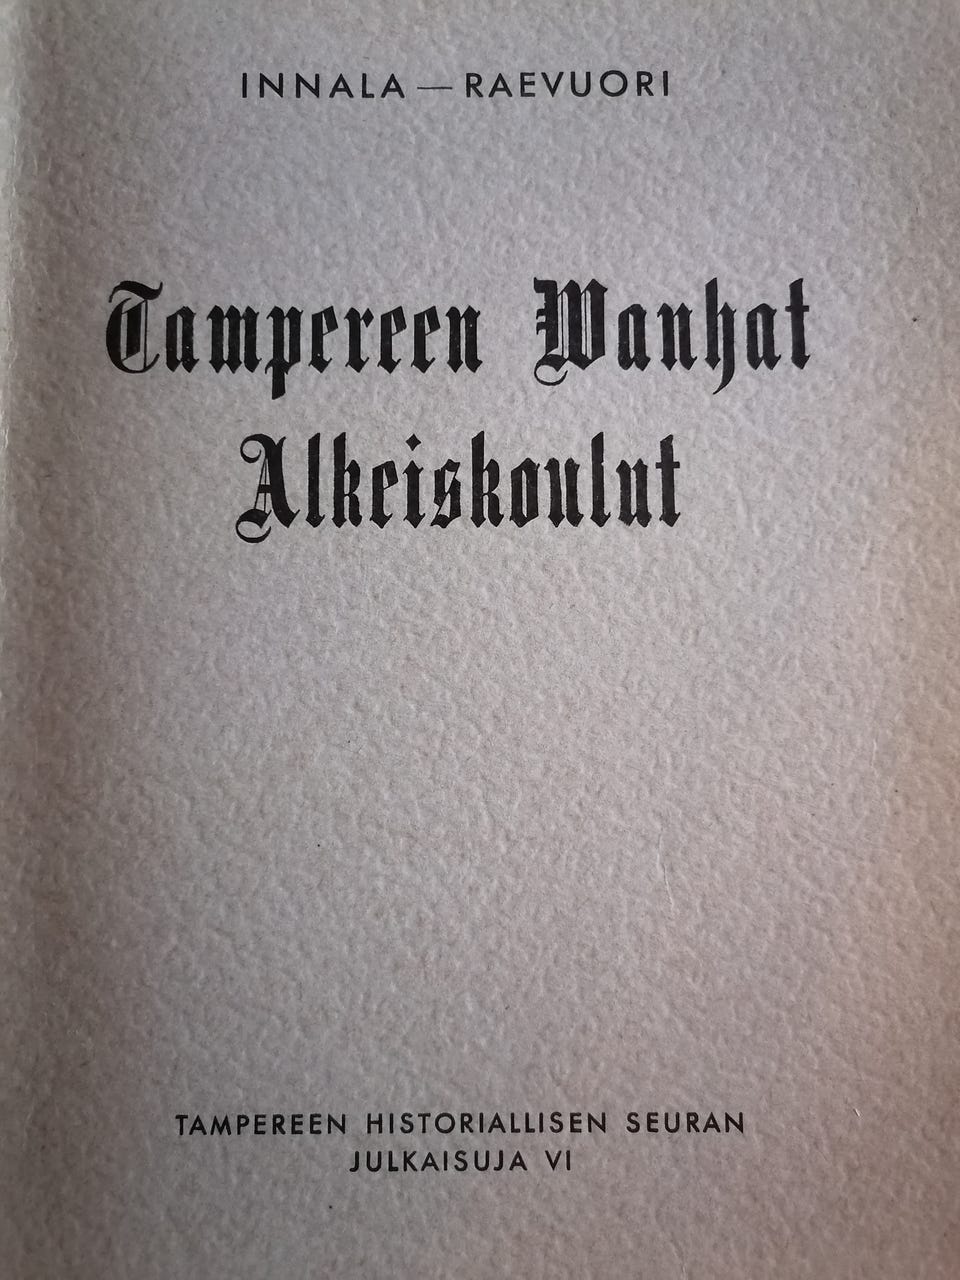 INNALA — RAEVUORI
Tampereen Wanhat
Alkeiskoulut
TAMPEREEN HISTORIALLISEN SEURAN
JULKAISUJA VI